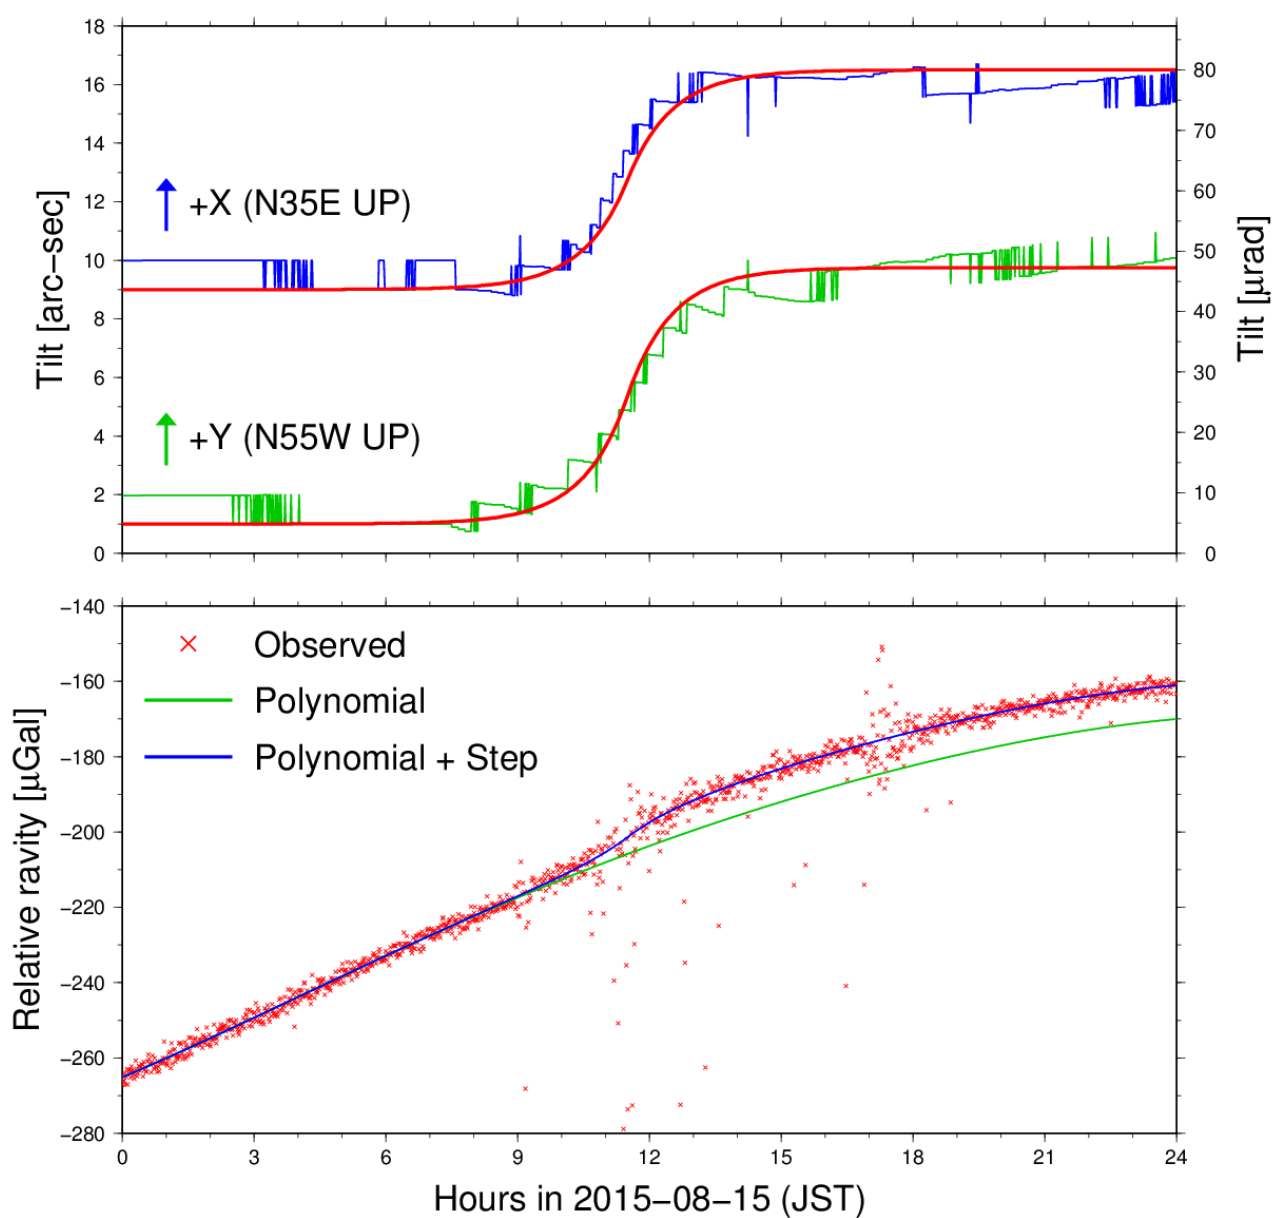 18
16
14
12
10
8
6
4
2
0
Tilt [arc−sec]
80
70
60
50
40
30
20
10
0
Tilt [μrad]
+X (N35E UP)
+Y (N55W UP)
−140
−160
−180
−200
−220
−240
−260
−280
Relative ravity [μGal]
Observed
Polynomial
Polynomial + Step
0 3 6 9 12 15 18 21 24
Hours in 2015−08−15 (JST)